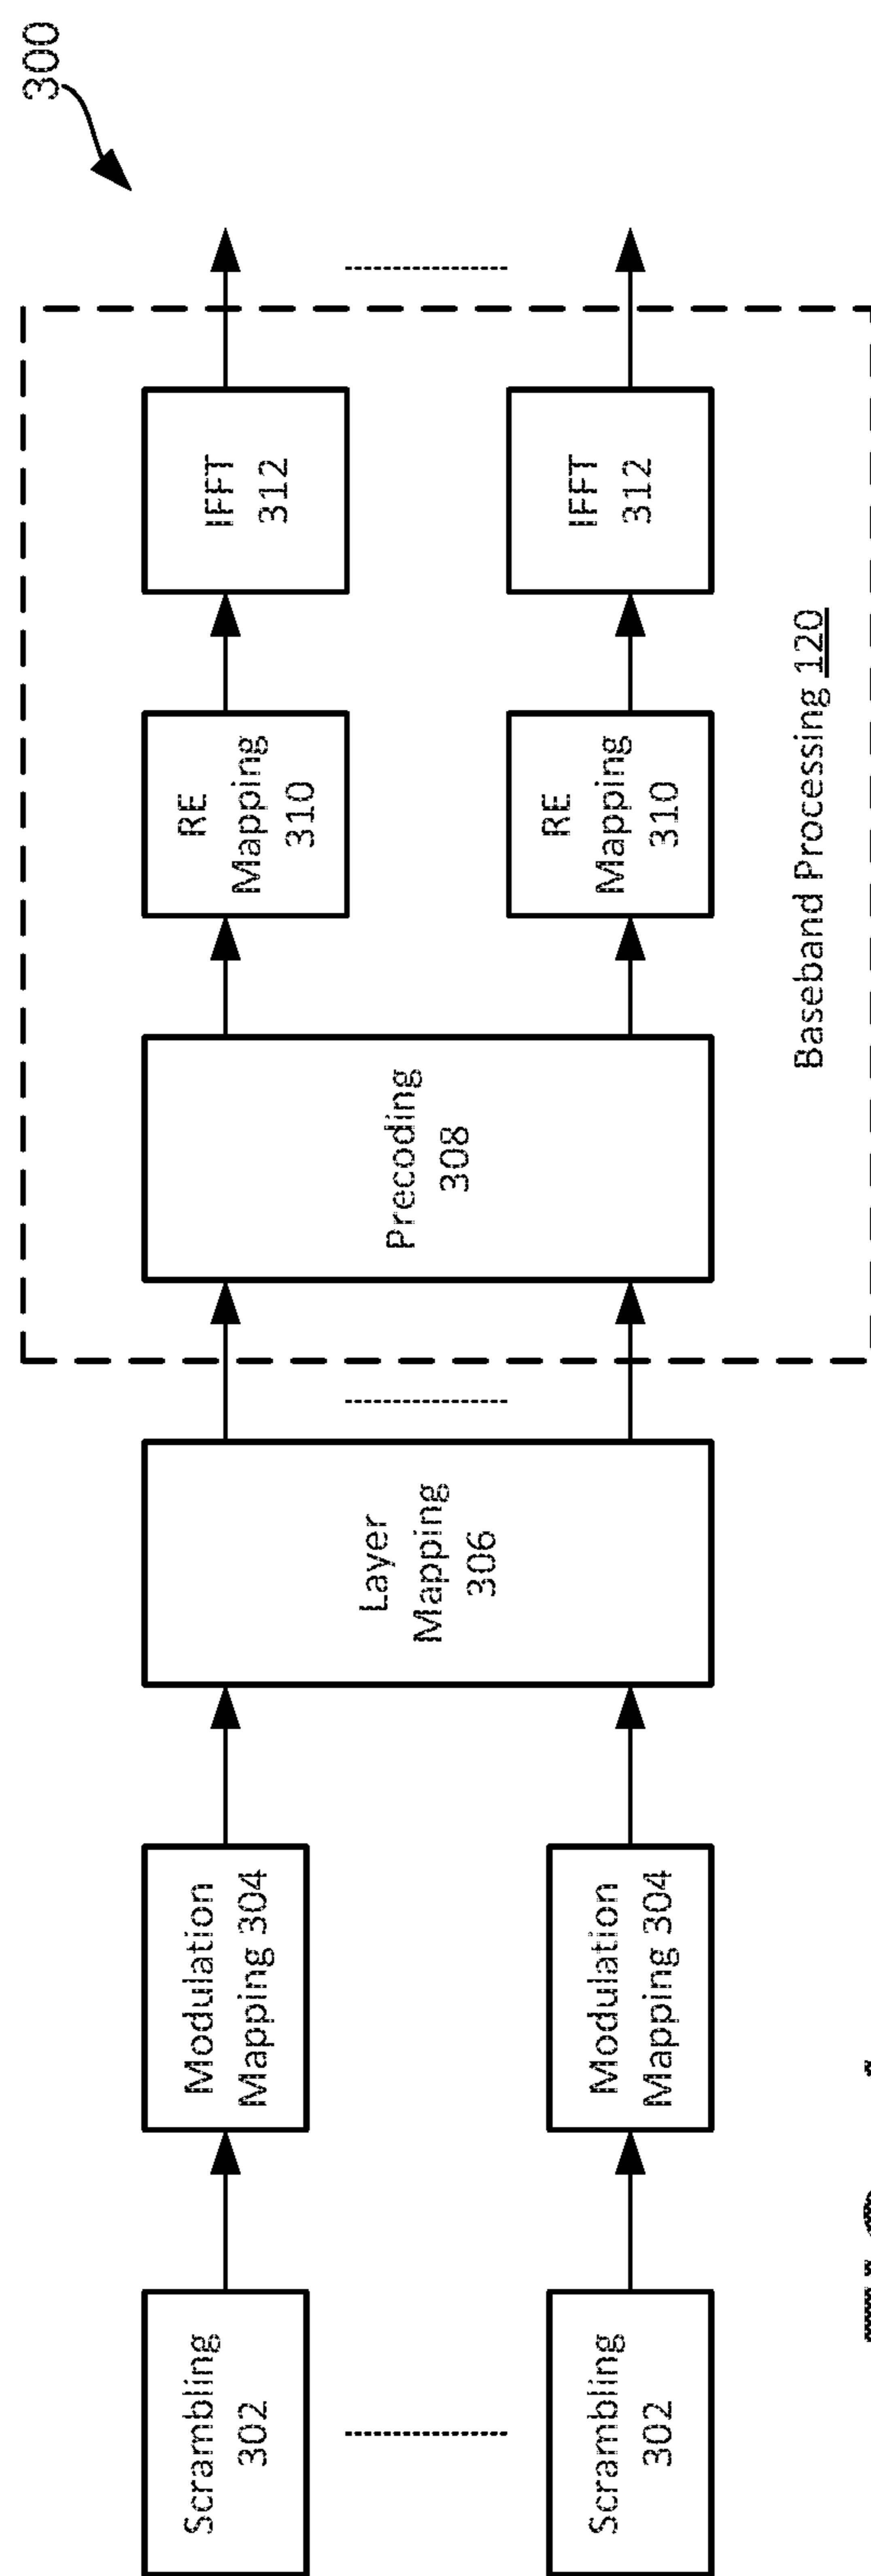 300
Scrambling
302
Scrambling
302
Modulation
Mapping 304
Modulation
Mapping 304
Layer
Mapping
306
Precoding
308
RE
Mapping
310
RE
Mapping
310
IFFT
312
IFFT
312
Baseband Processing 120